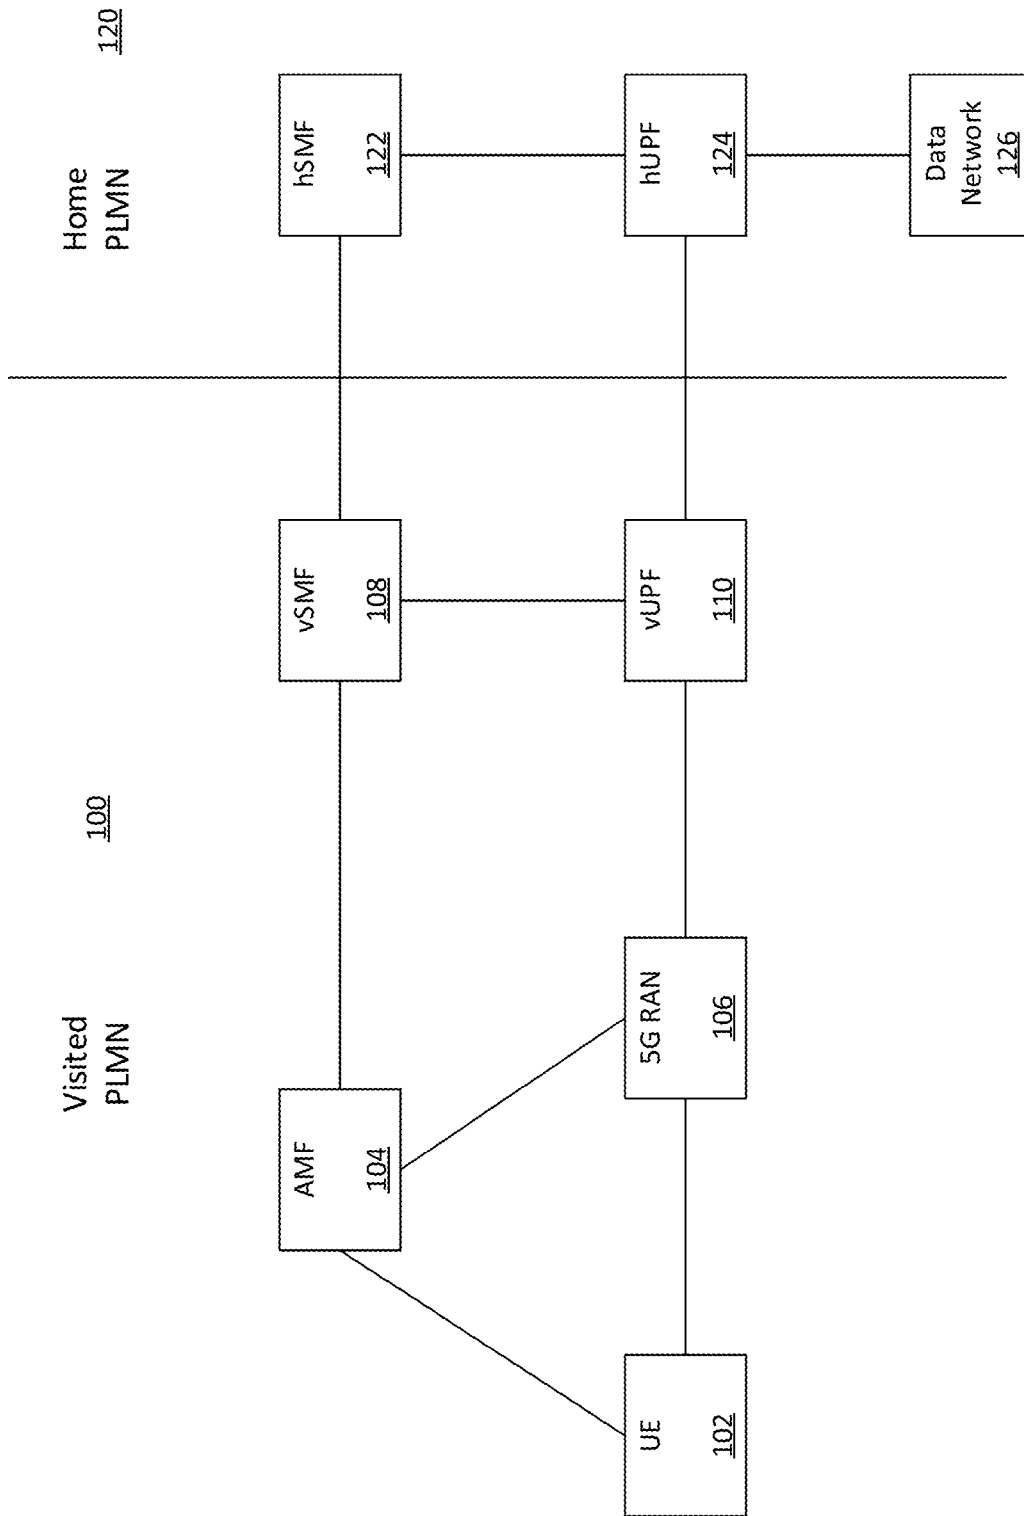 Visited
PLMN
100
Home
PLMN
120
AMF
104
vSMF
108
hSMF
122
UE
102
5G RAN
106
vUPF
110
hUPF
124
Data
Network
126